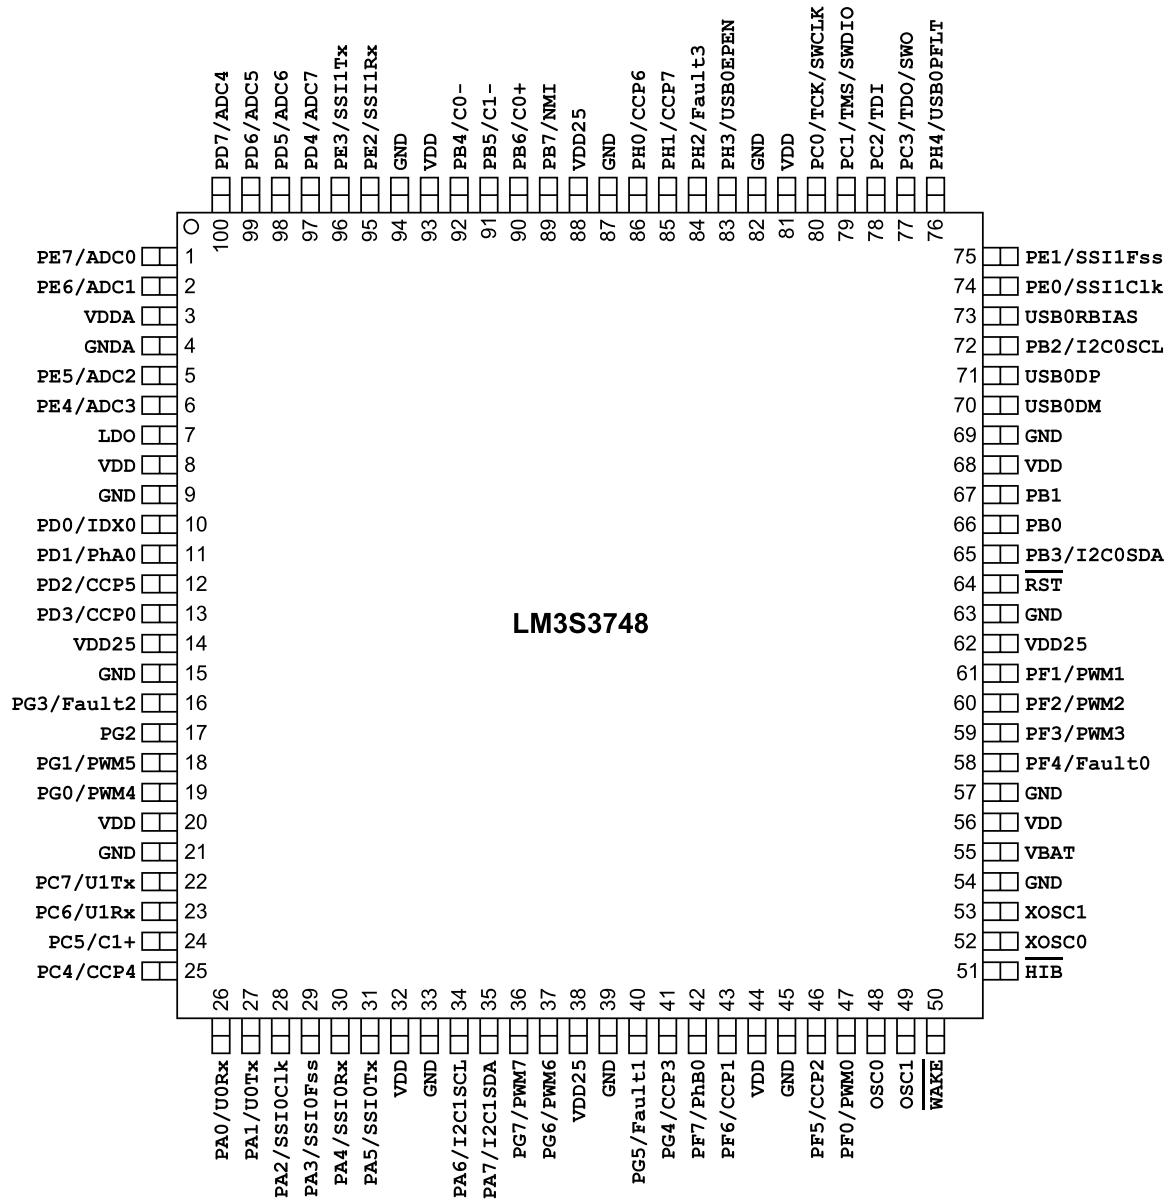 PD7/ADC4
PD6/ADC5
PD5/ADC6
PD4/ADC7
PE3/SSI1Tx
PE2/SSI1Rx
GND
VDD
PB4/C0-
PB5/C1-
PB6/C0+
PB7/NMI
VDD25
GND
PH0/CCP6
PH1/CCP7
PH2/Fault3
PH3/USB0EPEN
GND
VDD
PC0/TCK/SWCLK
PC1/TMS/SWDIO
PC2/TDI
PC3/TDO/SWO
PH4/USB0PFLT
100
99
98
97
96
95
94
93
92
91
90
89
88
87
86
85
84
83
82
81
80
79
78
77
76
PE7/ADC0 1
PE6/ADC1 2
VDDA 3
GNDA 4
PE5/ADC2 5
PE4/ADC3 6
LDO 7
VDD 8
GND 9
PD0/IDX0 10
PD1/PhA0 11
PD2/CCP5 12
PD3/CCP0 13
VDD25 14
GND 15
PG3/Fault2 16
PG2 17
PG1/PWM5 18
PG0/PWM4 19
VDD 20
GND 21
PC7/U1Tx 22
PC6/U1Rx 23
PC5/C1+ 24
PC4/CCP4 25
LM3S3748
75 PE1/SSI1Fss
74 PE0/SSI1Clk
73 USB0RBIAS
72 PB2/I2C0SCL
71 USB0DP
70 USB0DM
69 GND
68 VDD
67 PB1
66 PB0
65 PB3/I2C0SDA
64 RST
63 GND
62 VDD25
61 PF1/PWM1
60 PF2/PWM2
59 PF3/PWM3
58 PF4/Fault0
57 GND
56 VDD
55 VBAT
54 GND
53 XOSC1
52 XOSC0
51 HIB
26
27
28
29
30
31
32
33
34
35
36
37
38
39
40
41
42
43
44
45
46
47
48
49
50
PA0/U0Rx
PA1/U0Tx
PA2/SSI0Clk
PA3/SSI0Fss
PA4/SSI0Rx
PA5/SSI0Tx
VDD
GND
PA6/I2C1SCL
PA7/I2C1SDA
PG7/PWM7
PG6/PWM6
VDD25
GND
PG5/Fault1
PG4/CCP3
PF7/PhB0
PF6/CCP1
VDD
GND
PF5/CCP2
PF0/PWM0
OSC0
OSC1
WAKE